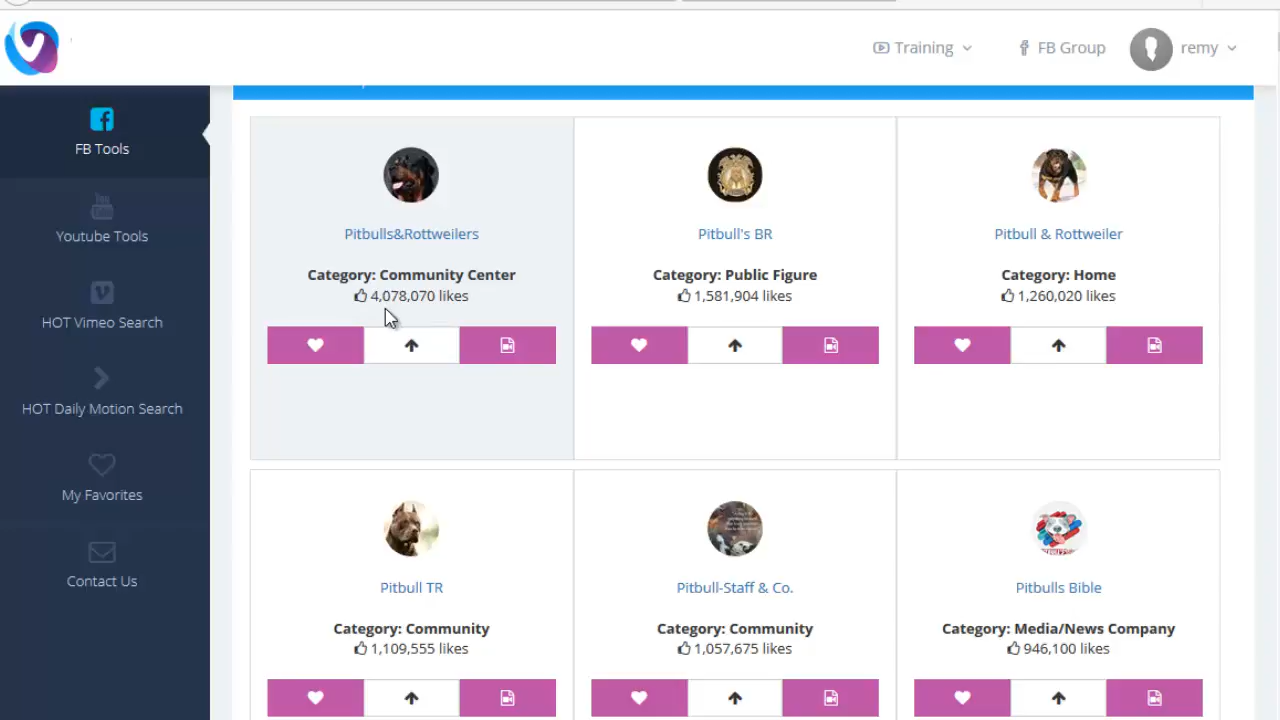 Training
FB Group
remy
FB Tools
Youtube Tools
HOT Vimeo Search
HOT Daily Motion Search
My Favorites
Contact Us
Pitbulls&Rottweilers
Category: Community Center
4,078,070 likes
Pitbull's BR
Category: Public Figure
1,581,904 likes
Pitbull & Rottweiler
Category: Home
1,260,020 likes
Pitbull TR
Category: Community
1,109,555 likes
Pitbull-Staff & Co.
Category: Community
1,057,675 likes
Pitbulls Bible
Category: Media/News Company
946,100 likes